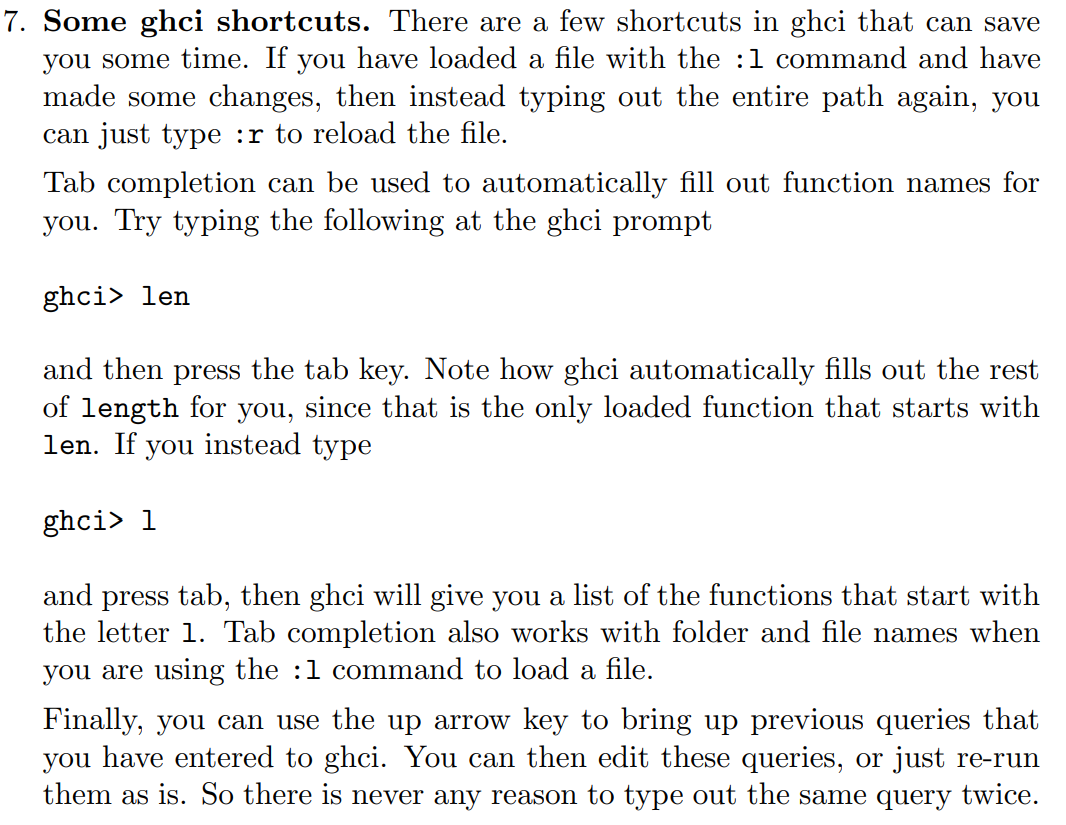 7. Some ghci shortcuts. There are a few shortcuts in ghci that can save
you some time. If you have loaded a file with the :l command and have
made some changes, then instead typing out the entire path again, you
can just type :r to reload the file.
Tab completion can be used to automatically fill out function names for
you. Try typing the following at the ghci prompt
ghci> len
and then press the tab key. Note how ghci automatically fills out the rest
of length for you, since that is the only loaded function that starts with
len. If you instead type
ghci> l
and press tab, then ghci will give you a list of the functions that start with
the letter l. Tab completion also works with folder and file names when
you are using the :l command to load a file.
Finally, you can use the up arrow key to bring up previous queries that
you have entered to ghci. You can then edit these queries, or just re-run
them as is. So there is never any reason to type out the same query twice.